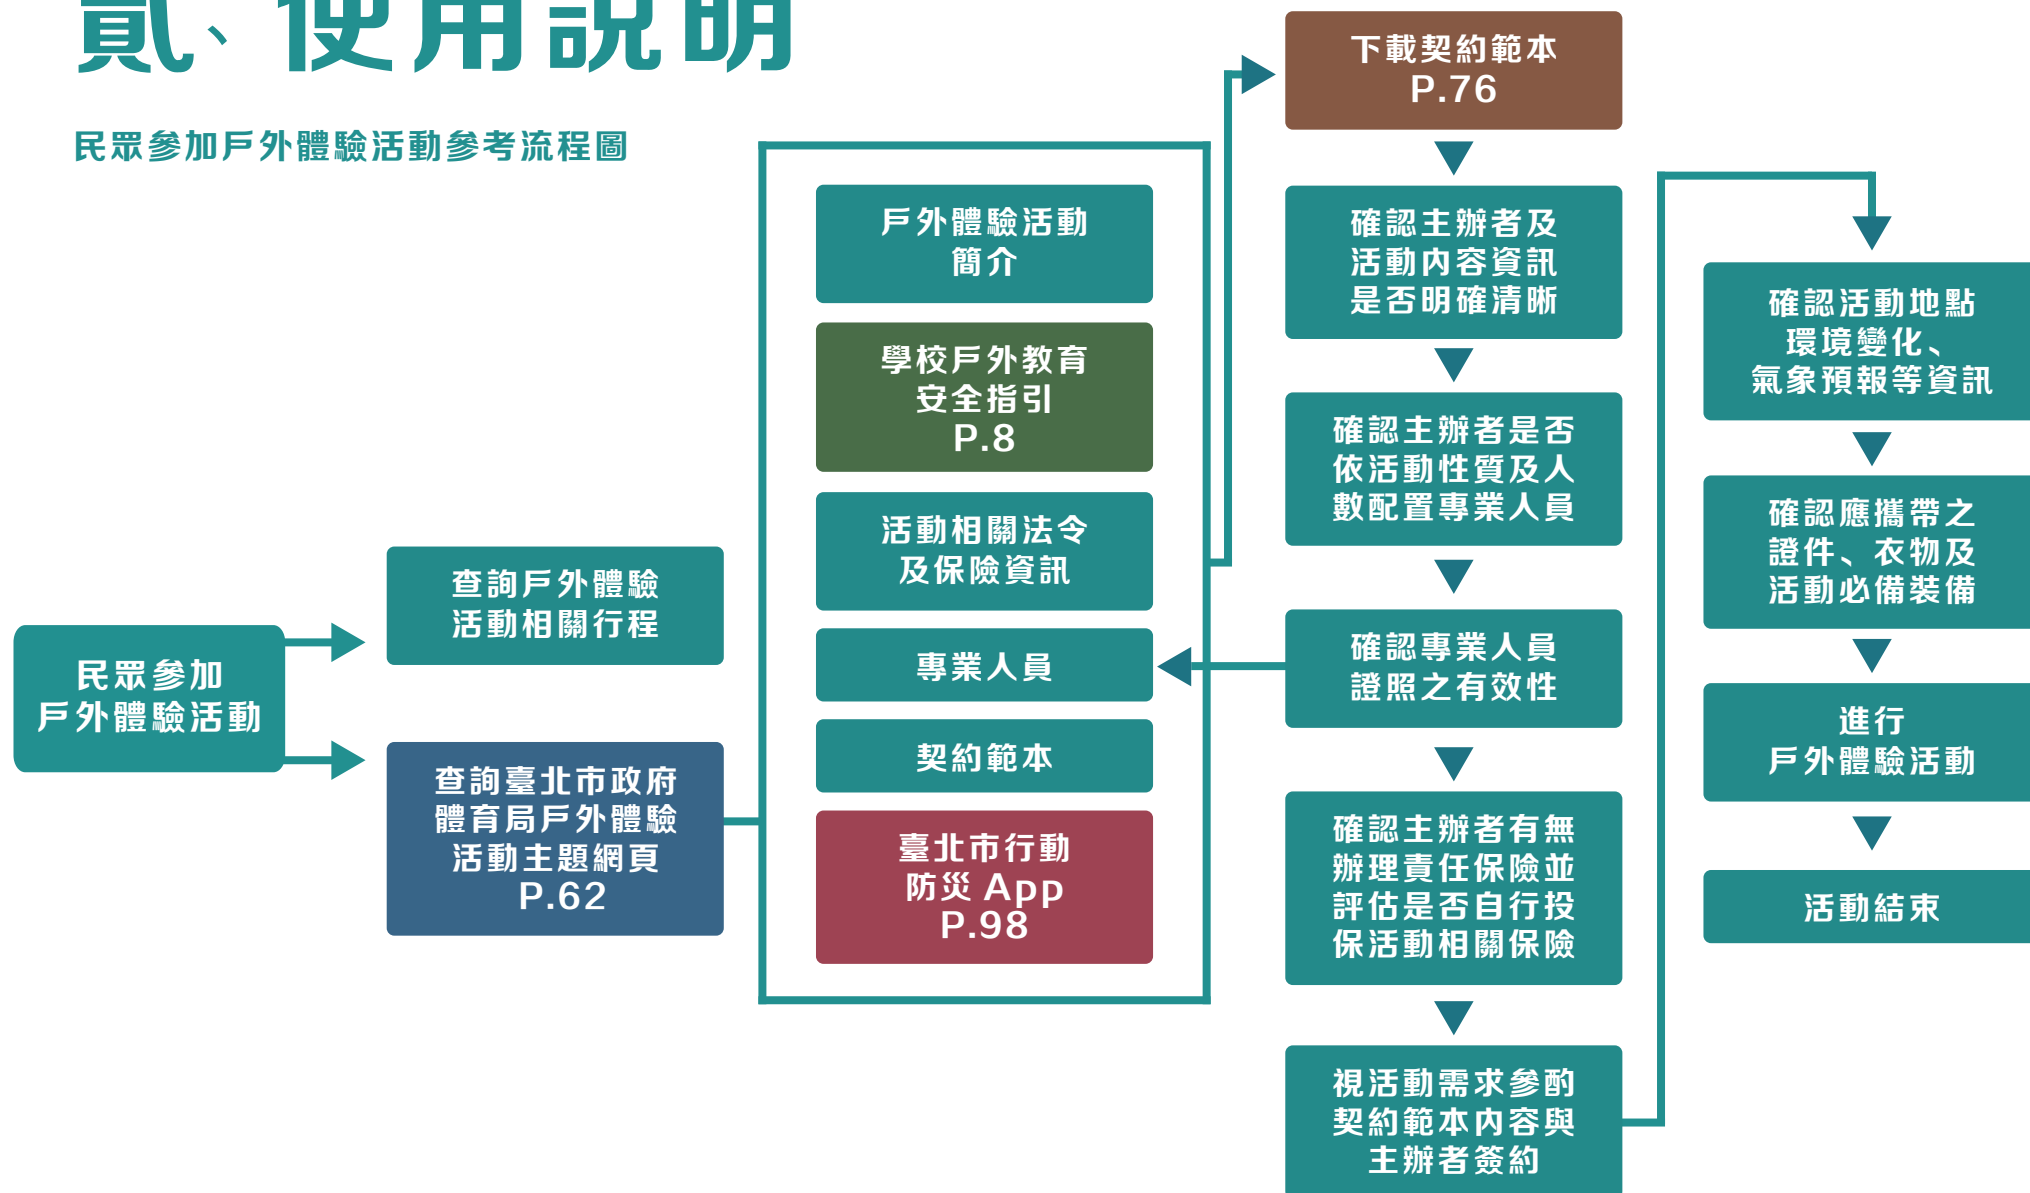 貳、使用說明
民眾參加戶外體驗活動參考流程圖
民眾參加
戶外體驗活動
查詢戶外體驗
活動相關行程
查詢臺北市政府
體育局戶外體驗
活動主題網頁
P.62
戶外體驗活動
簡介
學校戶外教育
安全指引
P.8
活動相關法令
及保險資訊
專業人員
契約範本
臺北市行動
防災 App
P.98
下載契約範本
P.76
確認主辦者及
活動內容資訊
是否明確清晰
確認主辦者是否
依活動性質及人
數配置專業人員
確認專業人員
證照之有效性
確認主辦者有無
辦理責任保險並
評估是否自行投
保活動相關保險
視活動需求參酌
契約範本內容與
主辦者簽約
確認活動地點
環境變化、
氣象預報等資訊
確認應攜帶之
證件、衣物及
活動必備裝備
進行
戶外體驗活動
活動結束